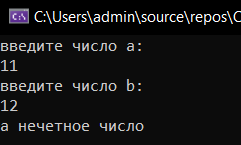 C:\Users\admin\source\repos\C
введите число a:
11
введите число b:
12
а нечетное число